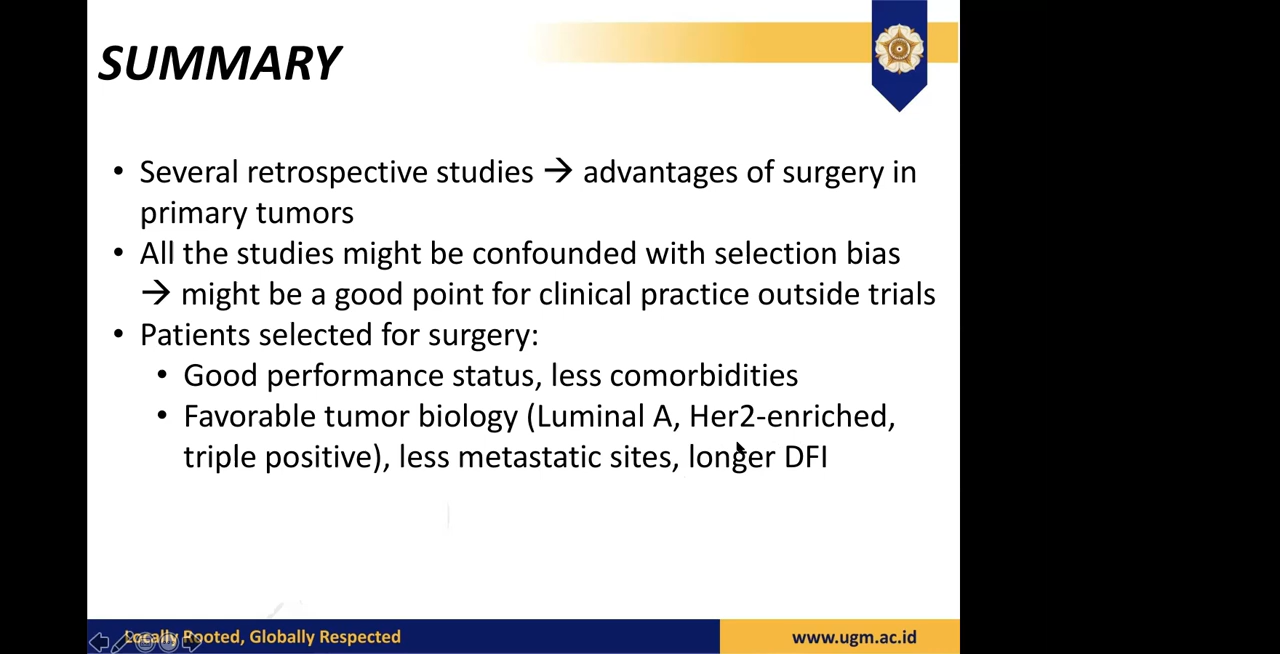 SUMMARY
• Several retrospective studies → advantages of surgery in
primary tumors
• All the studies might be confounded with selection bias
→ might be a good point for clinical practice outside trials
• Patients selected for surgery:
• Good performance status, less comorbidities
• Favorable tumor biology (Luminal A, Her2-enriched,
triple positive), less metastatic sites, longer DFI
Locally Rooted, Globally Respected
www.ugm.ac.id